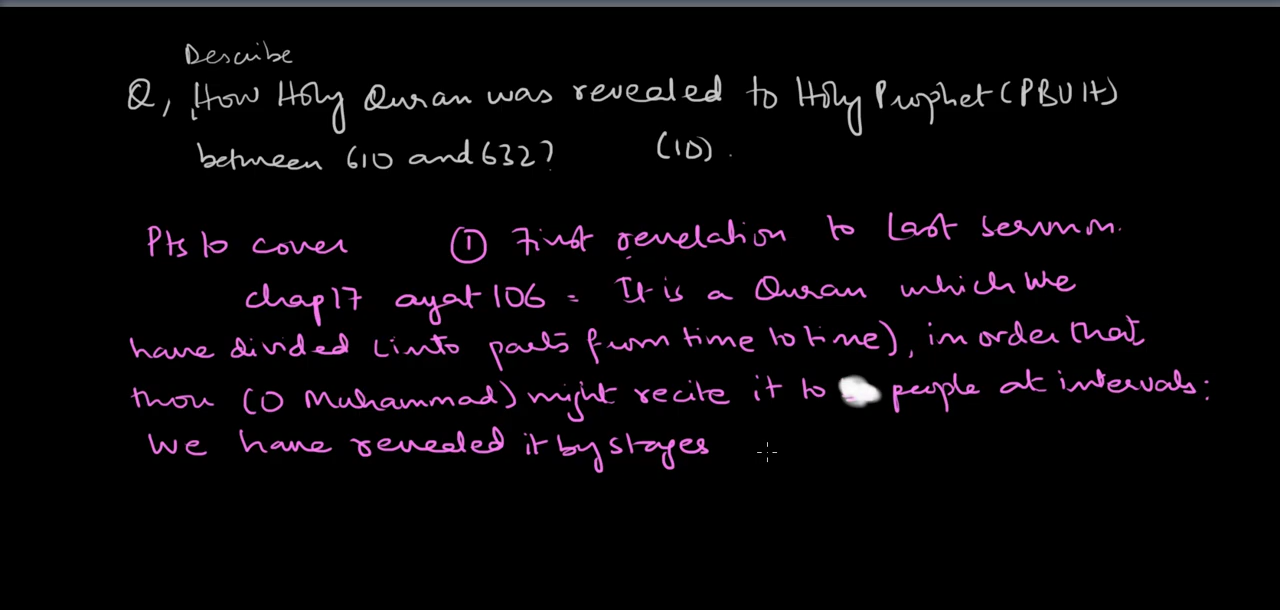 Describe
Q, How Holy Quran was revealed to Holy Prophet (PBUH)
between 610 and 632? (10).
Pts to cover ① First revelation to Last sermon.
chap 17 ayat 106 = It is a Quran which We
have divided (into parts from time to time), in order that
thou (O Muhammad) might recite it to people at intervals:
We have revealed it by stages